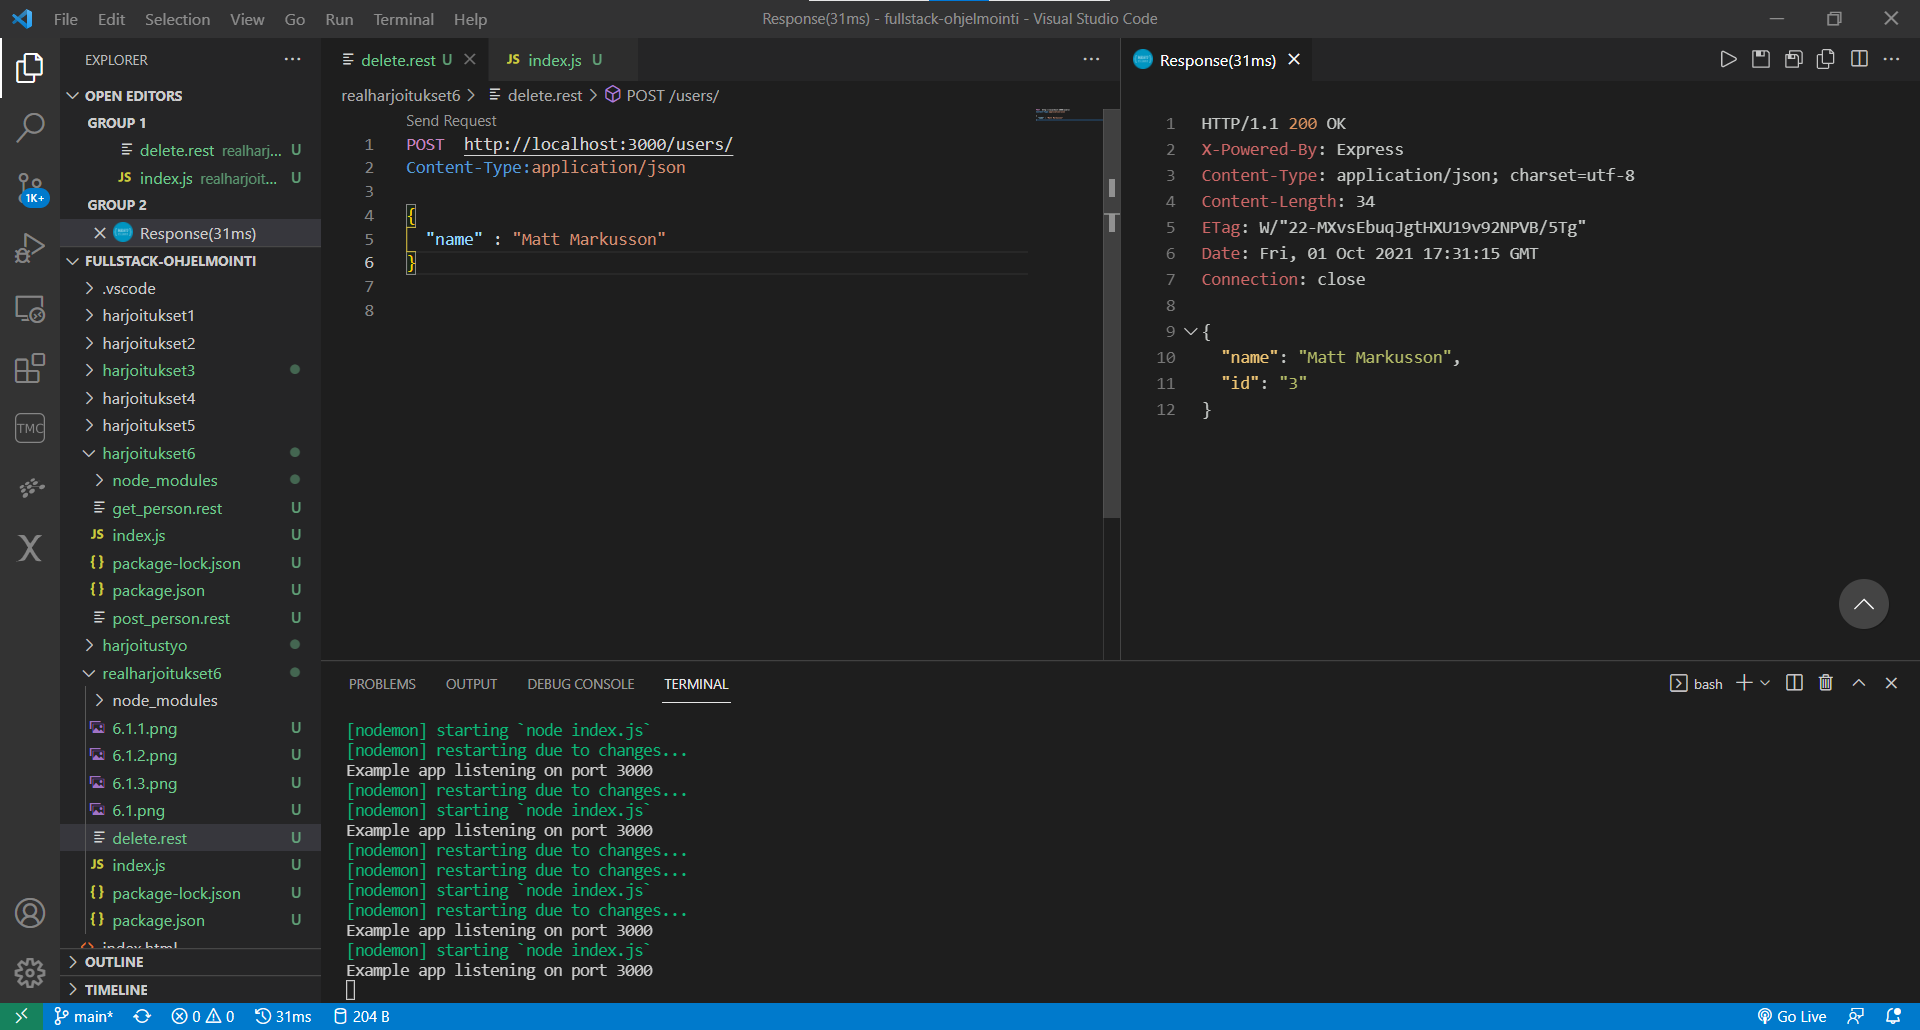 File Edit Selection View Go Run Terminal Help
Response(31ms) - fullstack-ohjelmointi - Visual Studio Code
EXPLORER
OPEN EDITORS
GROUP 1
delete.rest realharj... U
JS index.js realharjoit... U
GROUP 2
Response(31ms)
FULLSTACK-OHJELMOINTI
.vscode
harjoitukset1
harjoitukset2
harjoitukset3
harjoitukset4
harjoitukset5
harjoitukset6
node_modules
get_person.rest U
JS index.js U
{} package-lock.json U
{} package.json U
post_person.rest U
harjoitustyo
realharjoitukset6
node_modules
6.1.1.png U
6.1.2.png U
6.1.3.png U
6.1.png U
delete.rest U
JS index.js U
{} package-lock.json U
{} package.json U
index.html
OUTLINE
TIMELINE
1K+
TMC
delete.rest U
JS index.js U
realharjoitukset6 > delete.rest > POST /users/
Send Request
1 POST http://localhost:3000/users/
2 Content-Type:application/json
3
4 {
5 "name" : "Matt Markusson"
6 }
7
8
Response(31ms)
1 HTTP/1.1 200 OK
2 X-Powered-By: Express
3 Content-Type: application/json; charset=utf-8
4 Content-Length: 34
5 ETag: W/"22-MXvsEbuqJgtHXU19v92NPVB/5Tg"
6 Date: Fri, 01 Oct 2021 17:31:15 GMT
7 Connection: close
8
9 {
10 "name": "Matt Markusson",
11 "id": "3"
12 }
PROBLEMS OUTPUT DEBUG CONSOLE TERMINAL
bash
[nodemon] starting `node index.js`
[nodemon] restarting due to changes...
Example app listening on port 3000
[nodemon] restarting due to changes...
[nodemon] starting `node index.js`
Example app listening on port 3000
[nodemon] restarting due to changes...
[nodemon] restarting due to changes...
[nodemon] starting `node index.js`
[nodemon] restarting due to changes...
Example app listening on port 3000
[nodemon] starting `node index.js`
Example app listening on port 3000
main* 0 0 31ms 204 B
Go Live